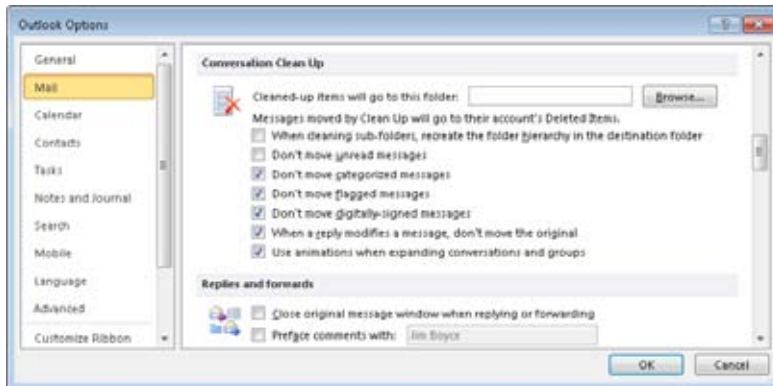 Outlook Options
General
Mail
Calendar
Contacts
Tasks
Notes and Journal
Search
Mobile
Language
Advanced
Customize Ribbon
Conversation Clean Up
Cleaned-up items will go to this folder:
Browse...
Messages moved by Clean Up will go to their account's Deleted Items.
When cleaning sub-folders, recreate the folder hierarchy in the destination folder
Don't move unread messages
Don't move categorized messages
Don't move flagged messages
Don't move digitally-signed messages
When a reply modifies a message, don't move the original
Use animations when expanding conversations and groups
Replies and forwards
Close original message window when replying or forwarding
Preface comments with: Jim Boyce
OK Cancel